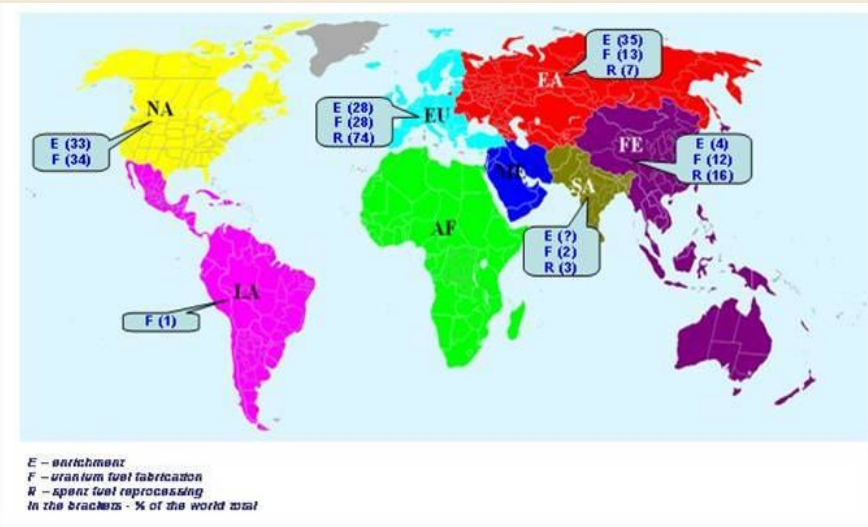 E (35)
F (13)
R (7)
EA
NA
E (33)
F (34)
E (28)
F (28)
R (74)
EU
FE
E (4)
F (12)
R (16)
ME
SA
AF
E (?)
F (2)
R (3)
LA
F (1)
E – enrichment
F – uranium fuel fabrication
R – spent fuel reprocessing
In the brackets - % of the world total